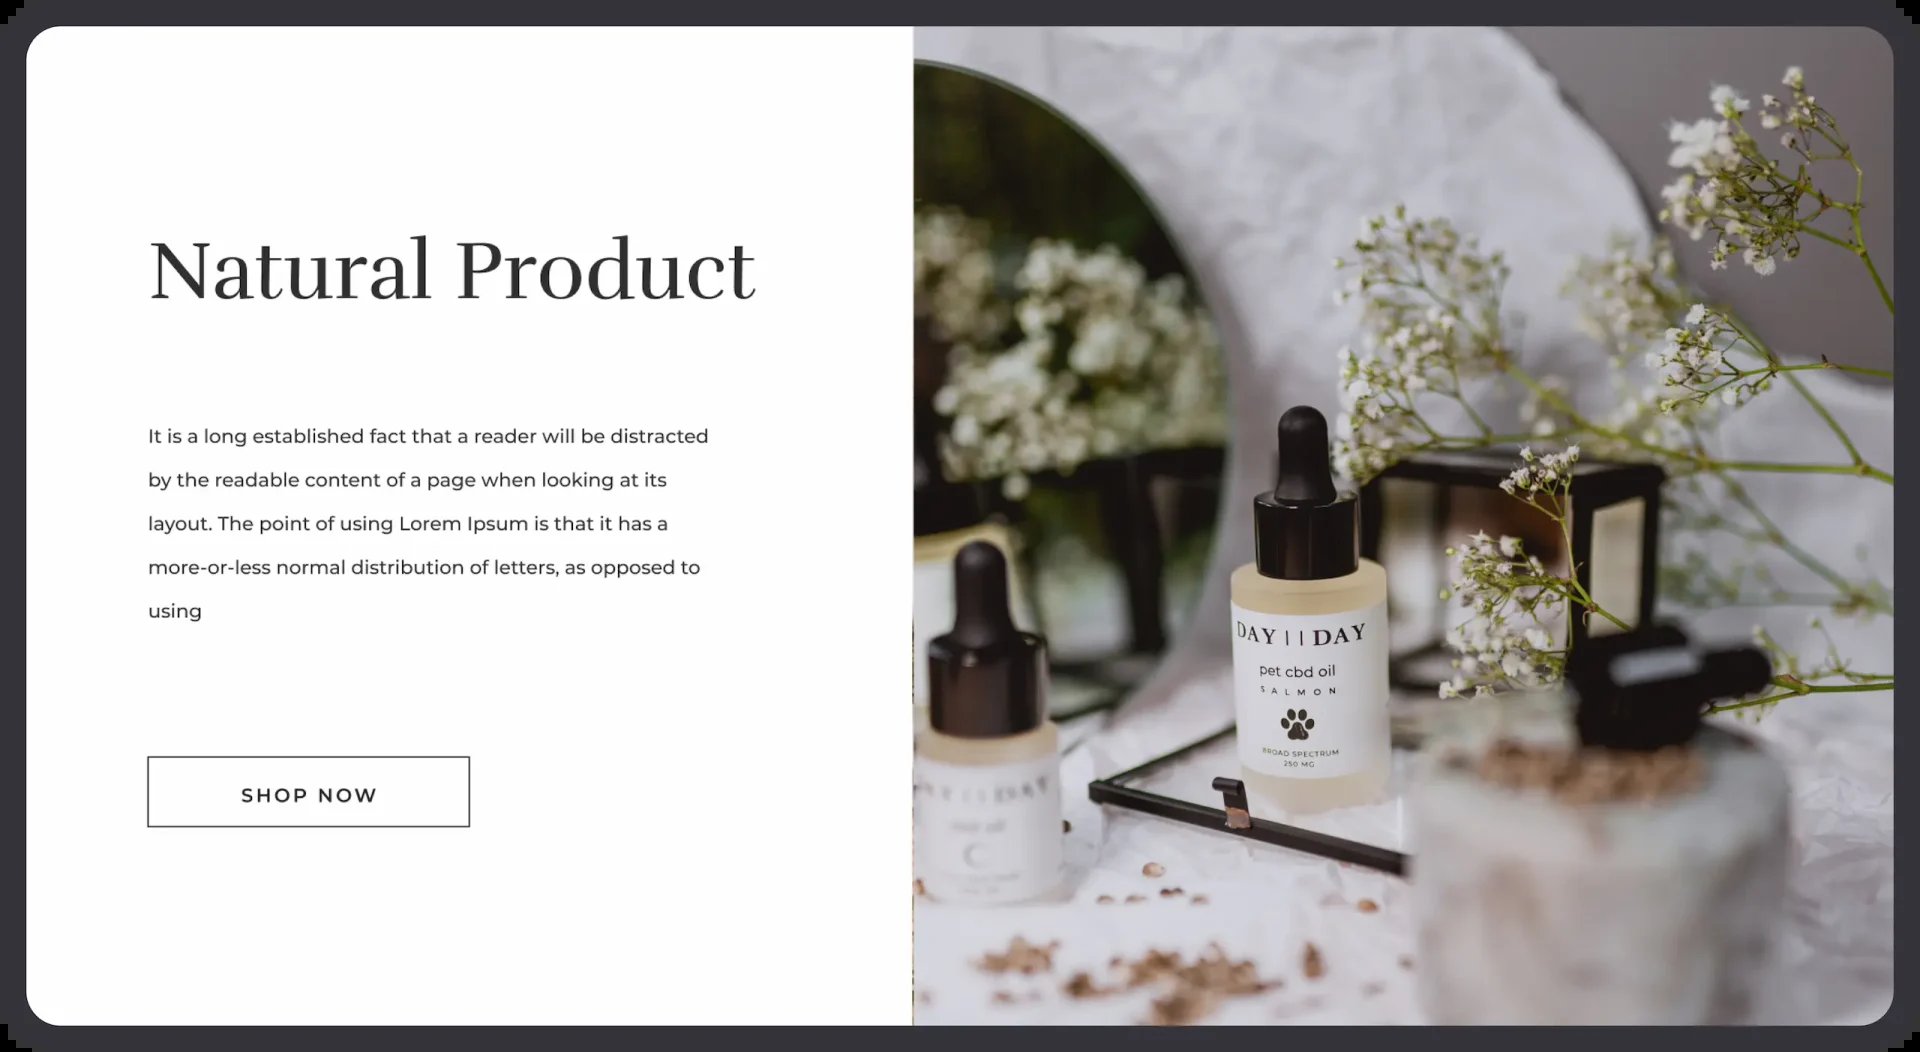 Natural Product
It is a long established fact that a reader will be distracted
by the readable content of a page when looking at its
layout. The point of using Lorem Ipsum is that it has a
more-or-less normal distribution of letters, as opposed to
using
SHOP NOW
DAY || DAY
pet cbd oil
SALMON
BROAD SPECTRUM
250 MG
DAY || DAY